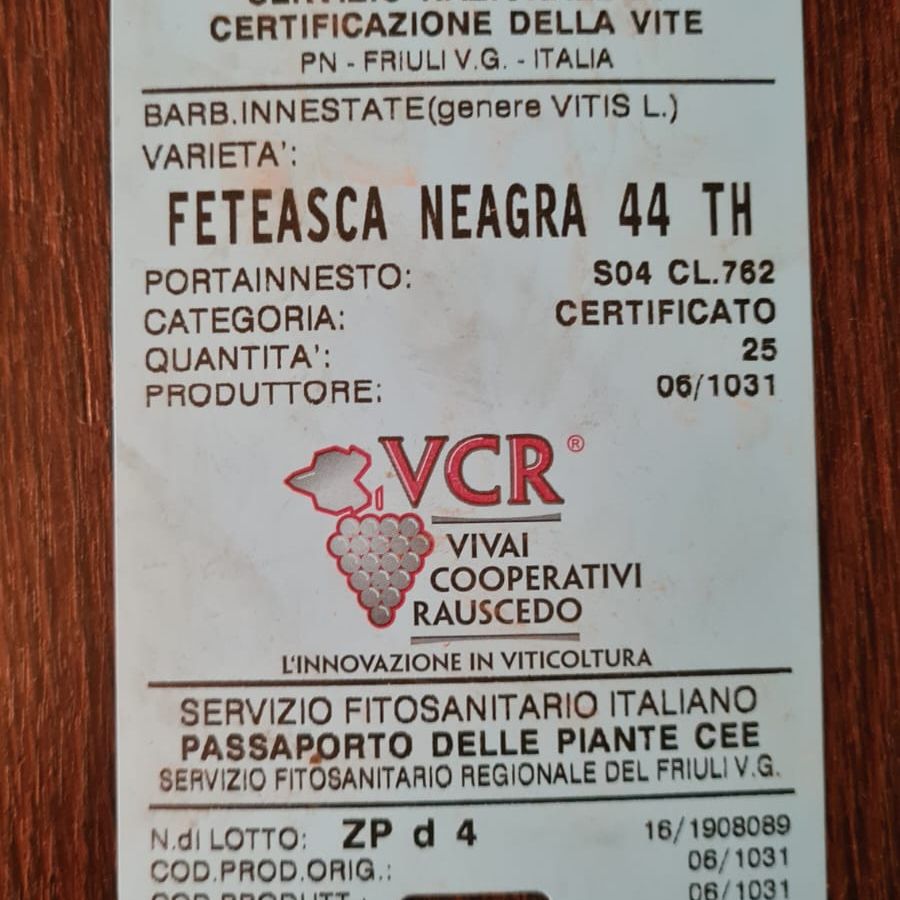 CERTIFICAZIONE DELLA VITE
PN - FRIULI V.G. - ITALIA
BARB.INNESTATE(genere VITIS L.)
VARIETA':
FETEASCA NEAGRA 44 TH
PORTAINNESTO: SO4 CL.762
CATEGORIA: CERTIFICATO
QUANTITA': 25
PRODUTTORE: 06/1031
VCR®
VIVAI
COOPERATIVI
RAUSCEDO
L'INNOVAZIONE IN VITICOLTURA
SERVIZIO FITOSANITARIO ITALIANO
PASSAPORTO DELLE PIANTE CEE
SERVIZIO FITOSANITARIO REGIONALE DEL FRIULI V.G.
N.di LOTTO: ZP d 4 16/1908089
COD.PROD.ORIG.: 06/1031
06/1031